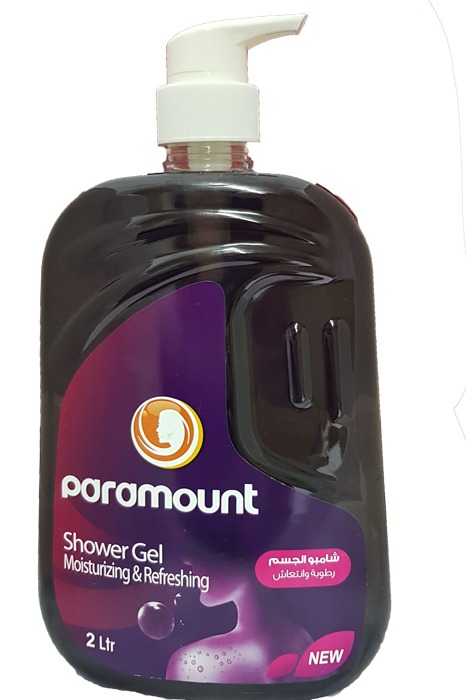 paramount
Shower Gel
Moisturizing & Refreshing
شامبو الجسم
رطوبة وانتعاش
2 Ltr
NEW